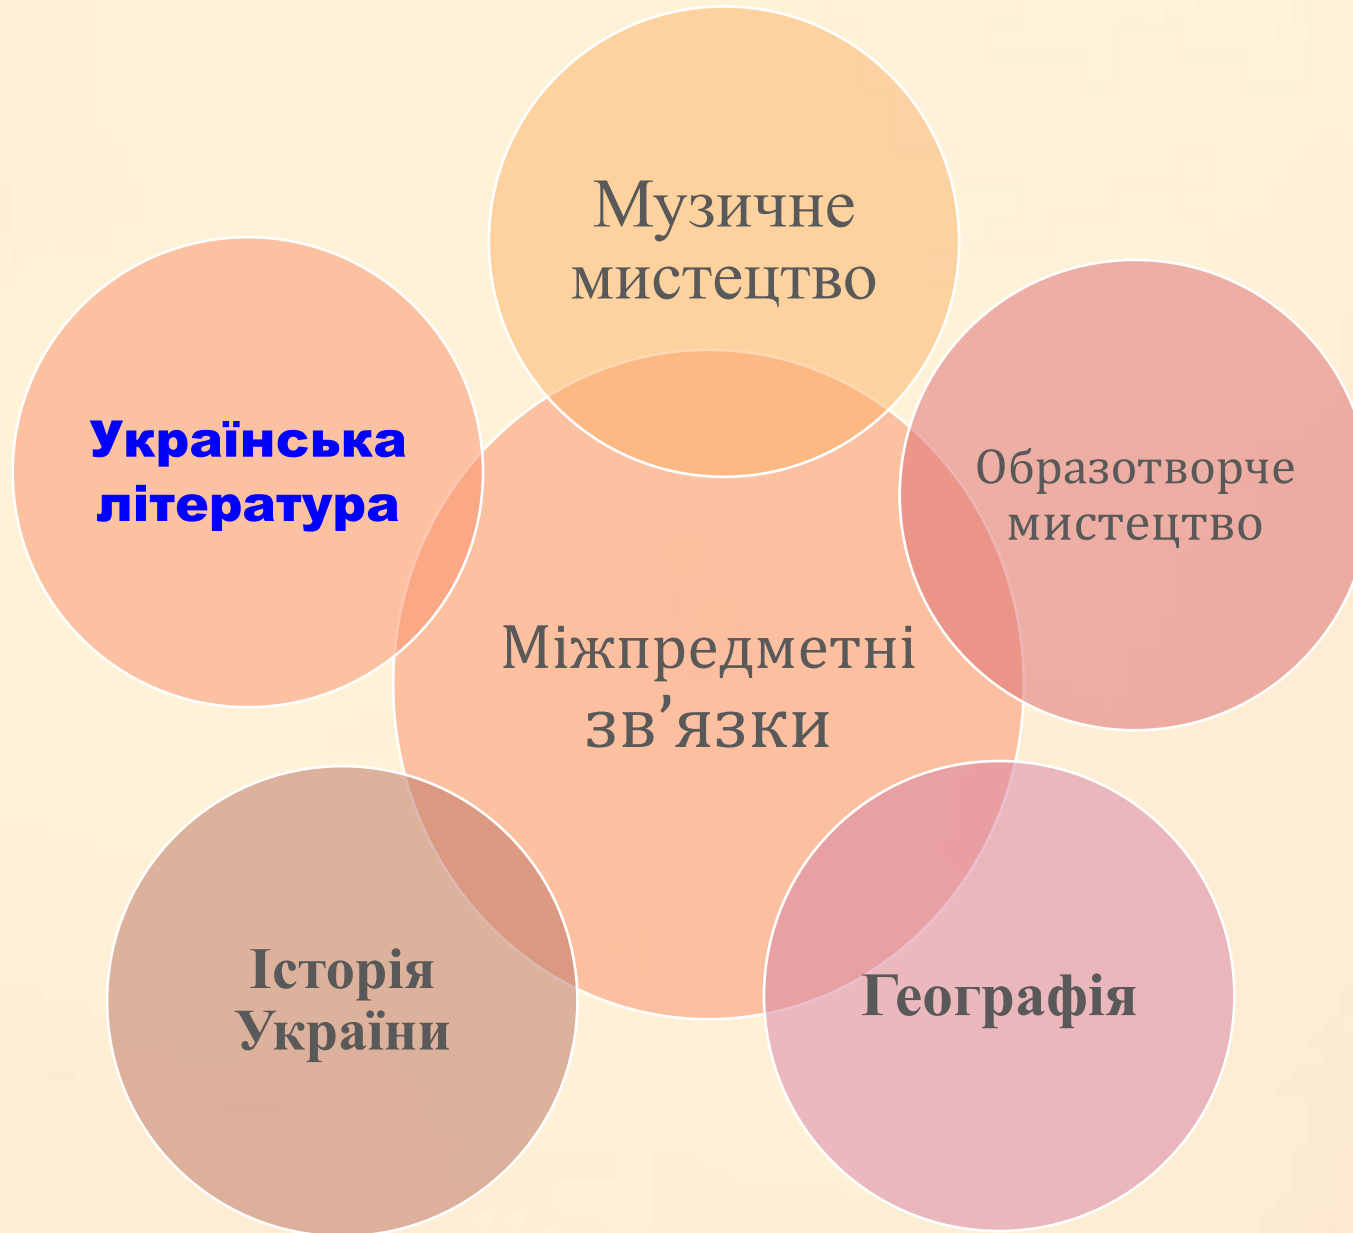 Музичне
мистецтво
Українська
література
Образотворче
мистецтво
Міжпредметні
зв’язки
Історія
України
Географія